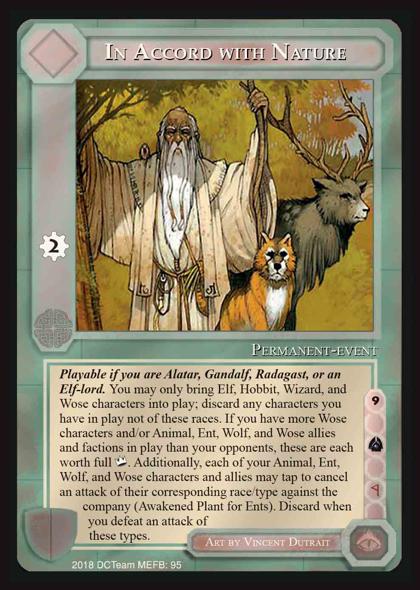 In Accord with Nature
2
Permanent-event
Playable if you are Alatar, Gandalf, Radagast, or an
Elf-lord. You may only bring Elf, Hobbit, Wizard, and
Wose characters into play; discard any characters you
have in play not of these races. If you have more Wose
characters and/or Animal, Ent, Wolf, and Wose allies
and factions in play than your opponents, these are each
worth full . Additionally, each of your Animal, Ent,
Wolf, and Wose characters and allies may tap to cancel
an attack of their corresponding race/type against the
company (Awakened Plant for Ents). Discard when
you defeat an attack of
these types.
9
Art by Vincent Dutrait
2018 DCTeam MEFB: 95